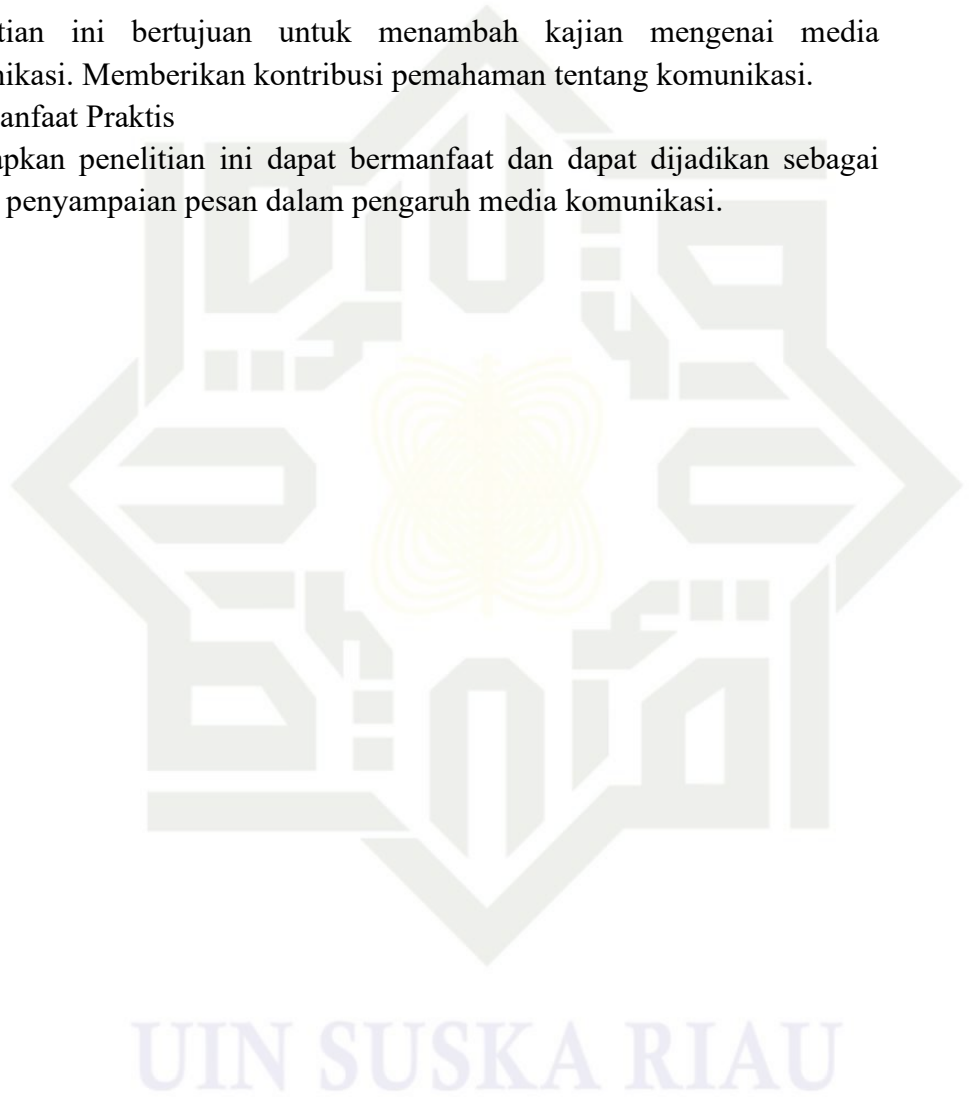 tian ini bertujuan untuk menambah kajian mengenai media
nikasi. Memberikan kontribusi pemahaman tentang komunikasi.
anfaat Praktis
apkan penelitian ini dapat bermanfaat dan dapat dijadikan sebagai
penyampaian pesan dalam pengaruh media komunikasi.
UIN SUSKA RIAU